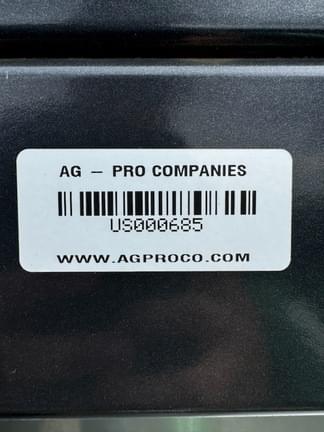 AG – PRO COMPANIES
US000685
WWW.AGPROCO.COM